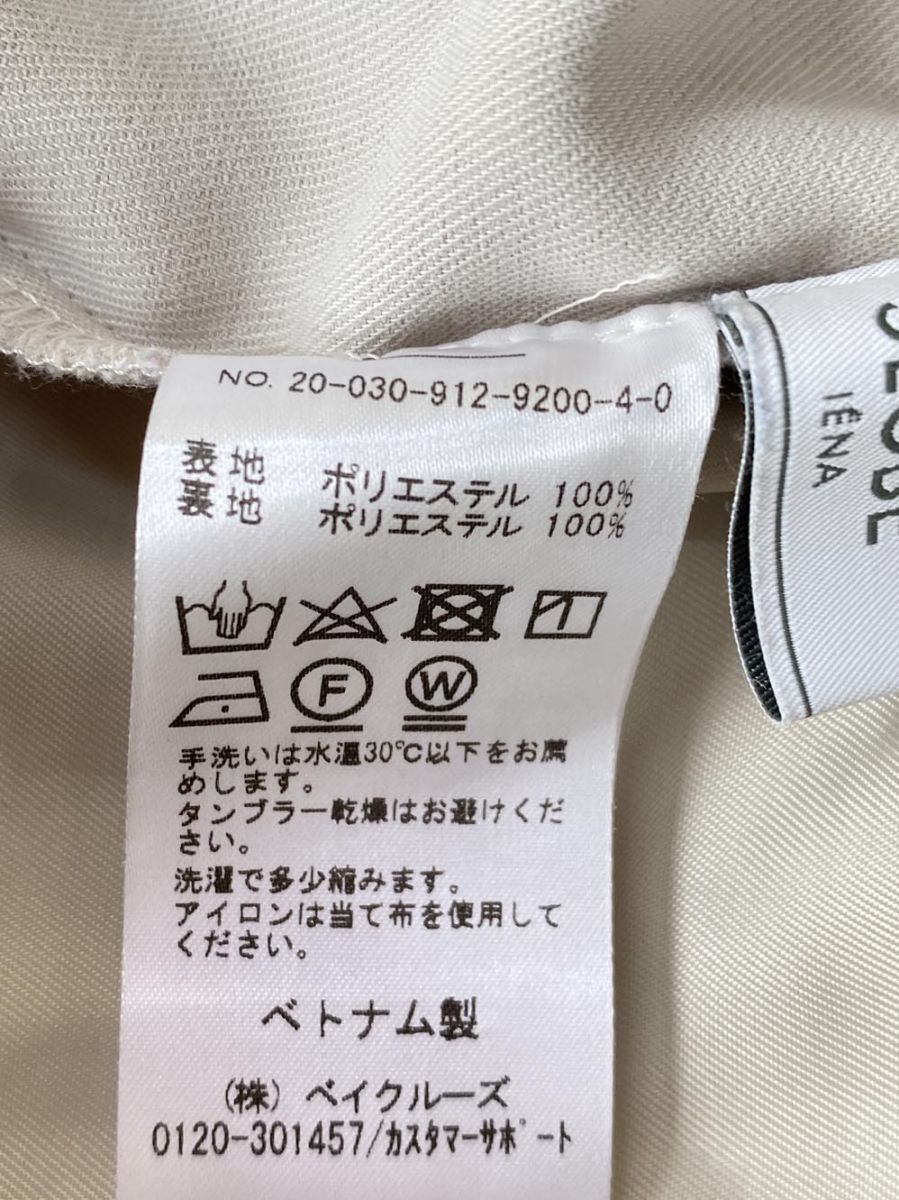 NO. 20-030-912-9200-4-0
表地 ポリエステル 100%
裏地 ポリエステル 100%
F W
手洗いは水温30℃以下をお薦
めします。
タンブラー乾燥はお避けくだ
さい。
洗濯で多少縮みます。
アイロンは当て布を使用して
ください。
ベトナム製
(株) ベイクルーズ
0120-301457/カスタマーサポート
IÉNA